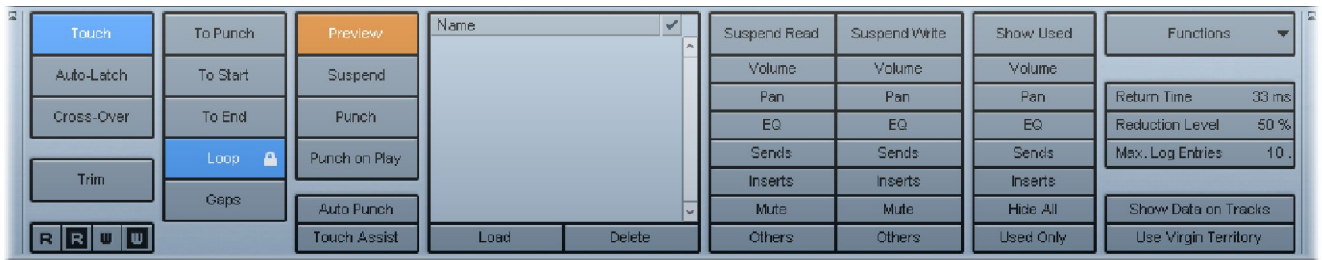 Touch
Auto-Latch
Cross-Over
Trim
R R W W
To Punch
To Start
To End
Loop
Gaps
Preview
Suspend
Punch
Punch on Play
Auto Punch
Touch Assist
Name
Load
Delete
Suspend Read
Volume
Pan
EQ
Sends
Inserts
Mute
Others
Suspend Write
Volume
Pan
EQ
Sends
Inserts
Mute
Others
Show Used
Volume
Pan
EQ
Sends
Inserts
Hide All
Used Only
Functions
Return Time 33 ms
Reduction Level 50 %
Max. Log Entries 10 .
Show Data on Tracks
Use Virgin Territory